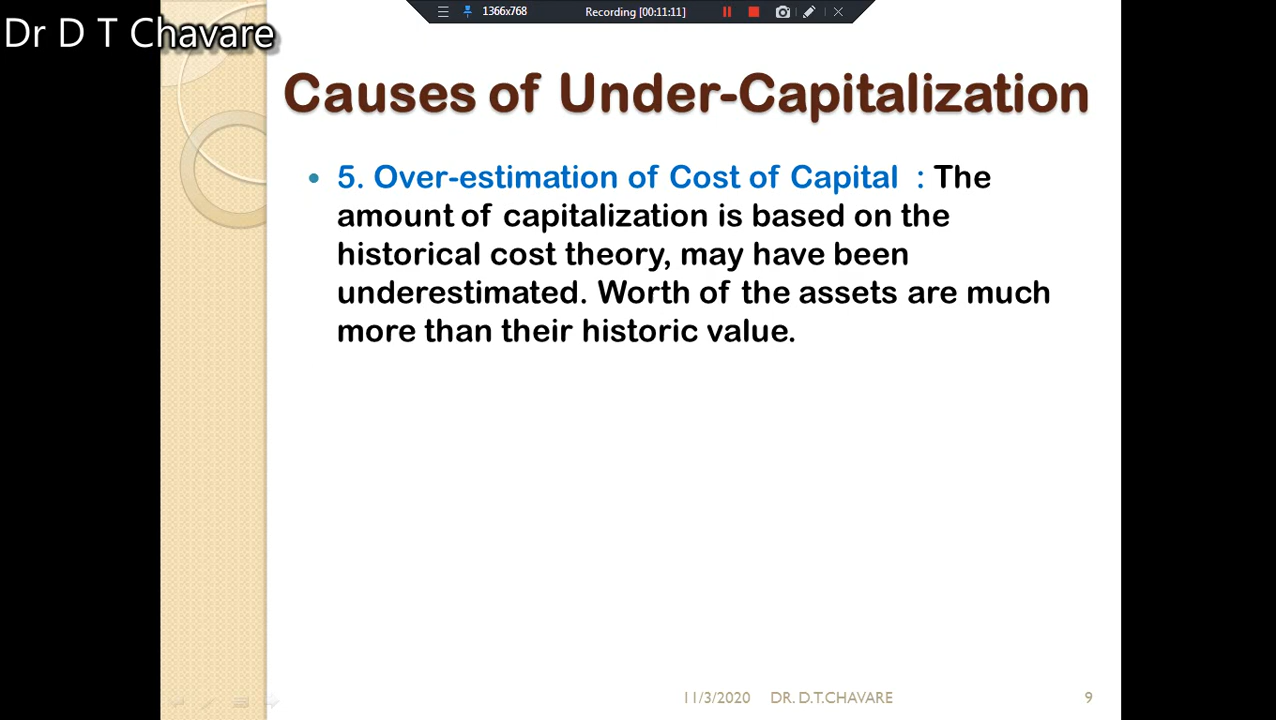 1366x768
Recording [00:11:11]
Dr D T Chavare
Causes of Under-Capitalization
• 5. Over-estimation of Cost of Capital : The
amount of capitalization is based on the
historical cost theory, may have been
underestimated. Worth of the assets are much
more than their historic value.
11/3/2020 DR. D.T.CHAVARE 9